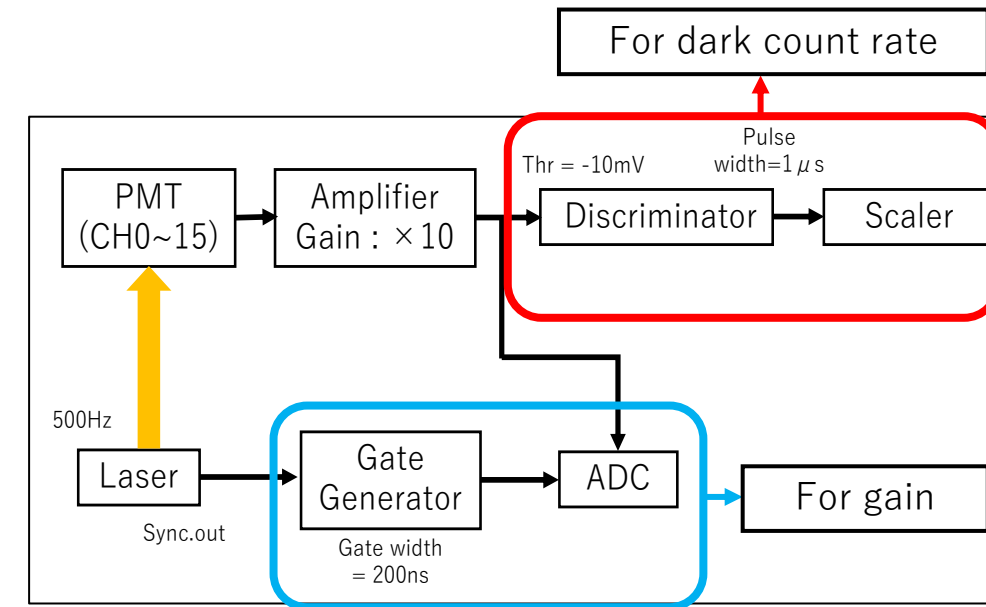 For dark count rate
Pulse
width=1μs
Thr = -10mV
PMT
(CH0~15)
Amplifier
Gain : ×10
Discriminator
Scaler
500Hz
Laser
Sync.out
Gate
Generator
ADC
For gain
Gate width
= 200ns